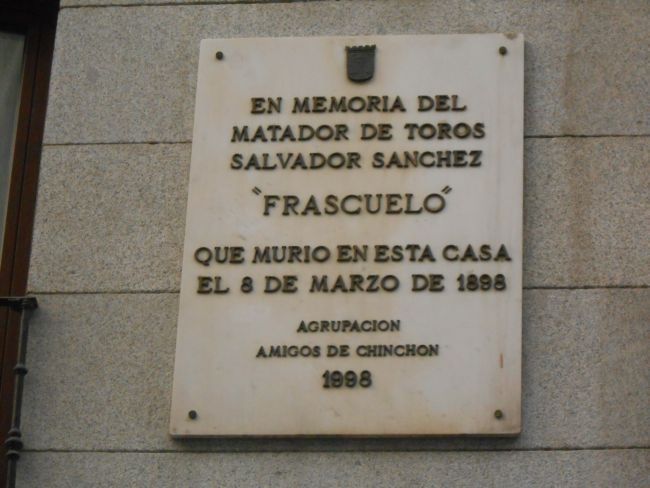 EN MEMORIA DEL
MATADOR DE TOROS
SALVADOR SANCHEZ
"FRASCUELO"
QUE MURIO EN ESTA CASA
EL 8 DE MARZO DE 1898
AGRUPACION
AMIGOS DE CHINCHON
1998